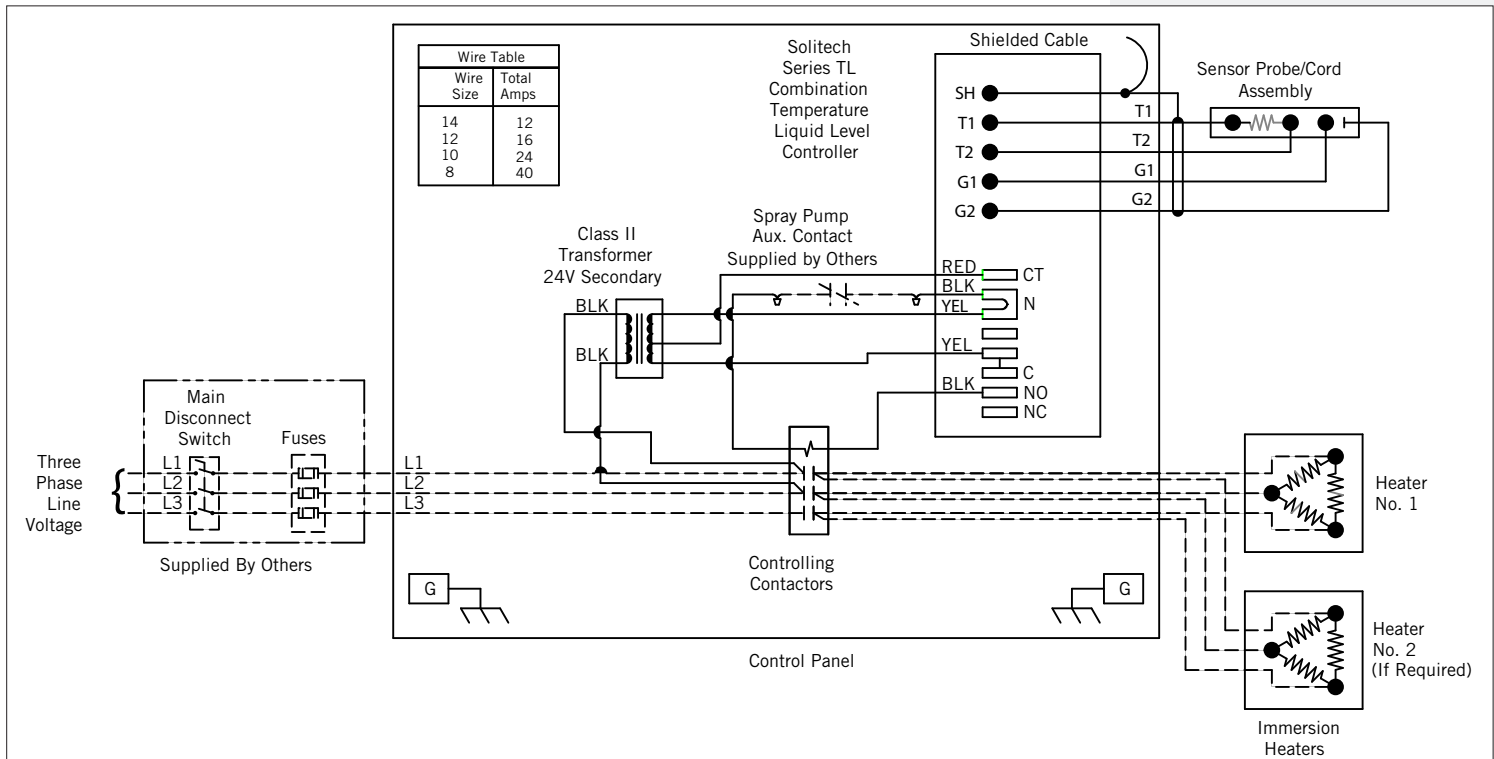 Wire Table
Wire Size
Total Amps
14 12
12 16
10 24
8 40
Solitech
Series TL
Combination
Temperature
Liquid Level
Controller
Shielded Cable
SH
T1
T2
G1
G2
T1
T2
G1
G2
Sensor Probe/Cord
Assembly
Spray Pump
Aux. Contact
Supplied by Others
Class II
Transformer
24V Secondary
BLK
BLK
RED
BLK
YEL
YEL
BLK
CT
N
C
NO
NC
Main
Disconnect
Switch
Fuses
Three
Phase
Line
Voltage
{
L1
L2
L3
L1
L2
L3
Supplied By Others
Controlling
Contactors
G
G
Control Panel
Heater
No. 1
Heater
No. 2
(If Required)
Immersion
Heaters